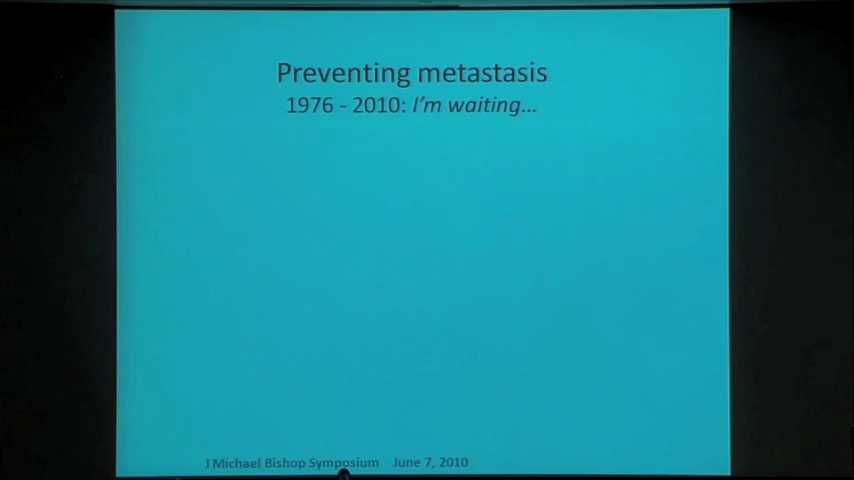 Preventing metastasis
1976 - 2010: I'm waiting...
J Michael Bishop Symposium June 7, 2010